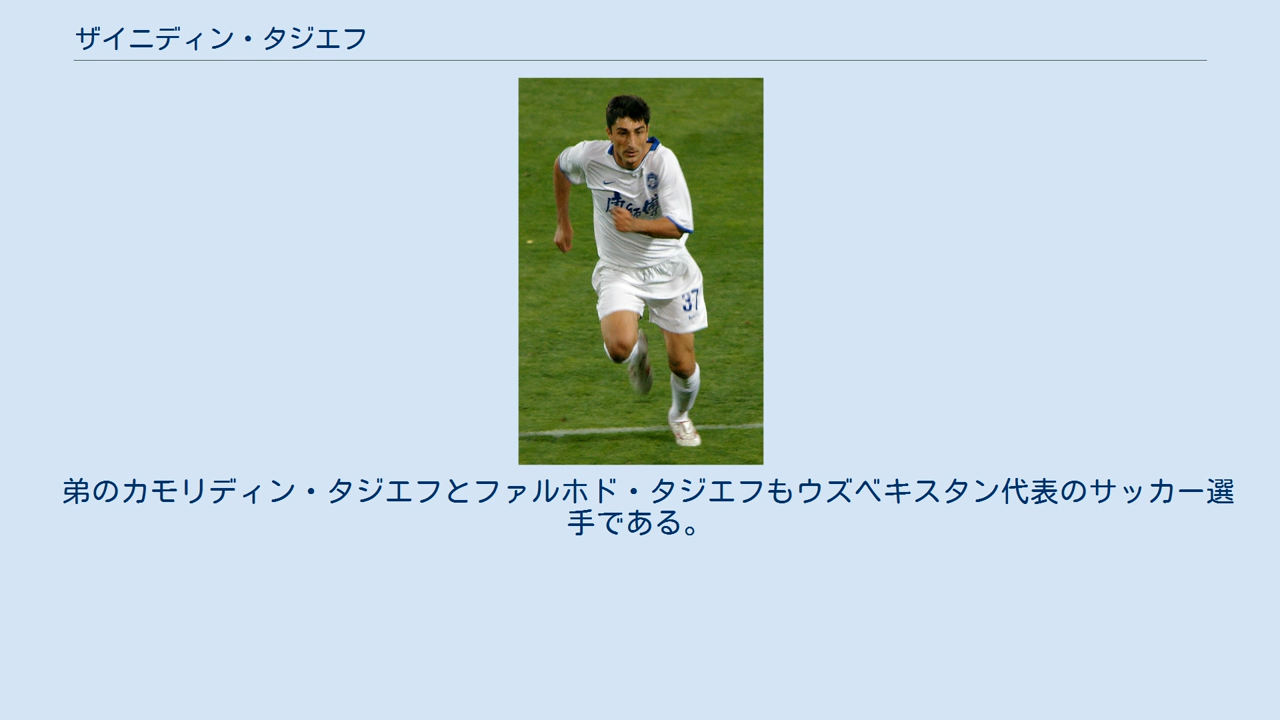 ザイニディン・タジエフ
37
弟のカモリディン・タジエフとファルホド・タジエフもウズベキスタン代表のサッカー選
手である。